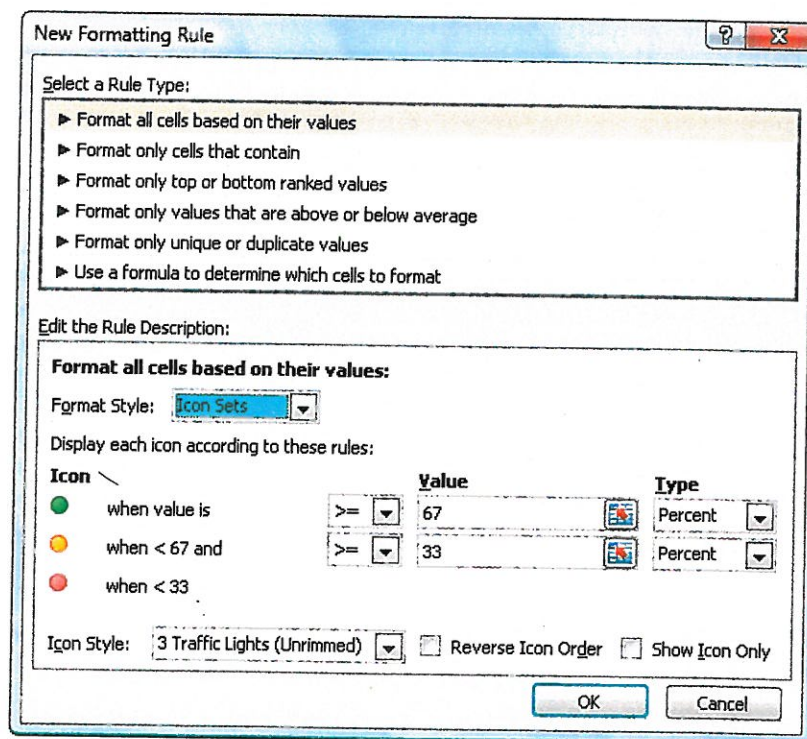 New Formatting Rule
Select a Rule Type:
► Format all cells based on their values
► Format only cells that contain
► Format only top or bottom ranked values
► Format only values that are above or below average
► Format only unique or duplicate values
► Use a formula to determine which cells to format
Edit the Rule Description:
Format all cells based on their values:
Format Style: Icon Sets
Display each icon according to these rules:
Icon Value Type
when value is >= 67 Percent
when < 67 and >= 33 Percent
when < 33
Icon Style: 3 Traffic Lights (Unrimmed) Reverse Icon Order Show Icon Only
OK Cancel